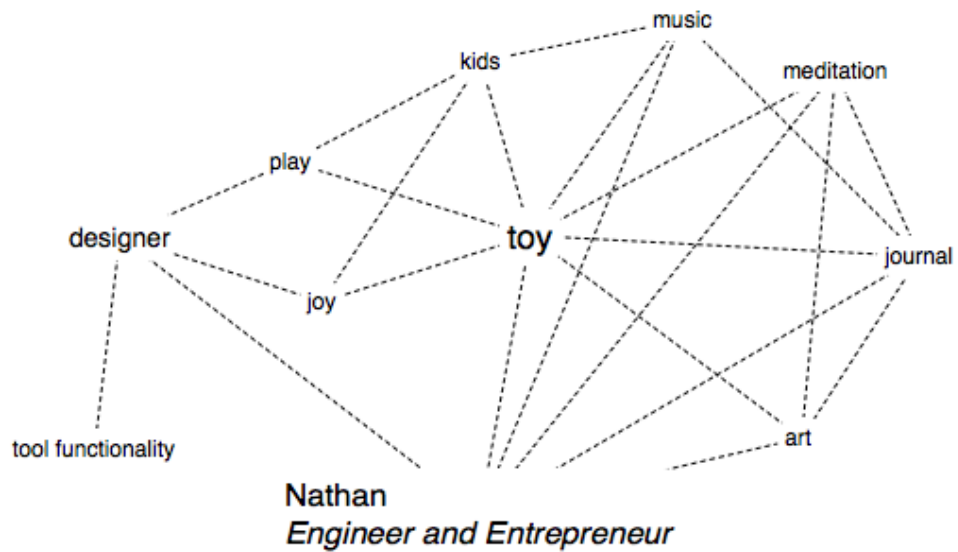 music
kids
meditation
play
designer
toy
journal
joy
tool functionality
art
Nathan
Engineer and Entrepreneur